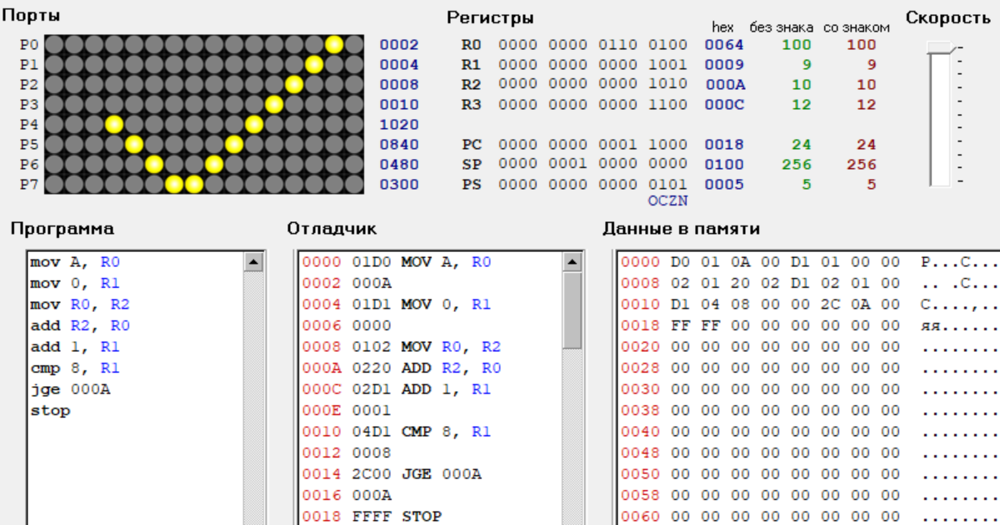 Порты
P0 0002
P1 0004
P2 0008
P3 0010
P4 1020
P5 0840
P6 0480
P7 0300
Регистры
hex без знака со знаком
R0 0000 0000 0110 0100 0064 100 100
R1 0000 0000 0000 1001 0009 9 9
R2 0000 0000 0000 1010 000A 10 10
R3 0000 0000 0000 1100 000C 12 12
PC 0000 0000 0001 1000 0018 24 24
SP 0000 0001 0000 0000 0100 256 256
PS 0000 0000 0000 0101 0005 5 5
OCZN
Скорость
Программа
mov A, R0
mov 0, R1
mov R0, R2
add R2, R0
add 1, R1
cmp 8, R1
jge 000A
stop
Отладчик
0000 01D0 MOV A, R0
0002 000A
0004 01D1 MOV 0, R1
0006 0000
0008 0102 MOV R0, R2
000A 0220 ADD R2, R0
000C 02D1 ADD 1, R1
000E 0001
0010 04D1 CMP 8, R1
0012 0008
0014 2C00 JGE 000A
0016 000A
0018 FFFF STOP
Данные в памяти
0000 D0 01 0A 00 D1 01 00 00 Р...С...
0008 02 01 20 02 D1 02 01 00 .. .С...
0010 D1 04 08 00 00 2C 0A 00 С....,..
0018 FF FF 00 00 00 00 00 00 яя......
0020 00 00 00 00 00 00 00 00 ........
0028 00 00 00 00 00 00 00 00 ........
0030 00 00 00 00 00 00 00 00 ........
0038 00 00 00 00 00 00 00 00 ........
0040 00 00 00 00 00 00 00 00 ........
0048 00 00 00 00 00 00 00 00 ........
0050 00 00 00 00 00 00 00 00 ........
0058 00 00 00 00 00 00 00 00 ........
0060 00 00 00 00 00 00 00 00 ........